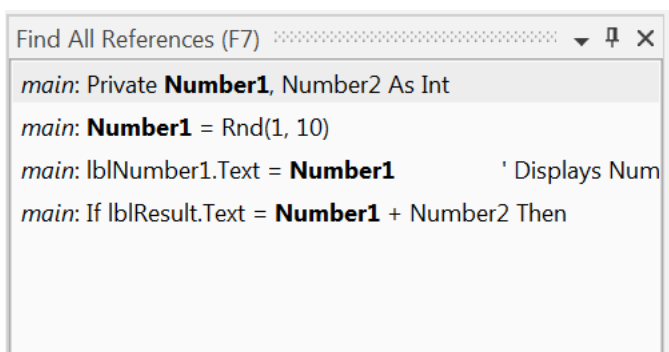 Find All References (F7)
main: Private Number1, Number2 As Int
main: Number1 = Rnd(1, 10)
main: lblNumber1.Text = Number1 ' Displays Num
main: If lblResult.Text = Number1 + Number2 Then